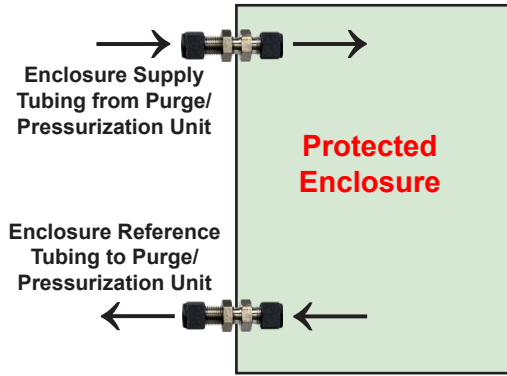 Enclosure Supply
Tubing from Purge/
Pressurization Unit
Protected
Enclosure
Enclosure Reference
Tubing to Purge/
Pressurization Unit